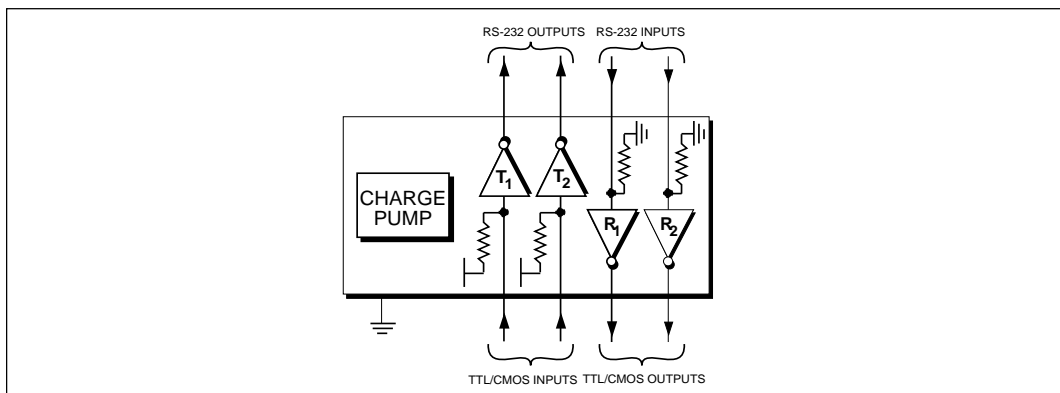 RS-232 OUTPUTS
RS-232 INPUTS
T1
T2
CHARGE
PUMP
R1
R2
TTL/CMOS INPUTS
TTL/CMOS OUTPUTS